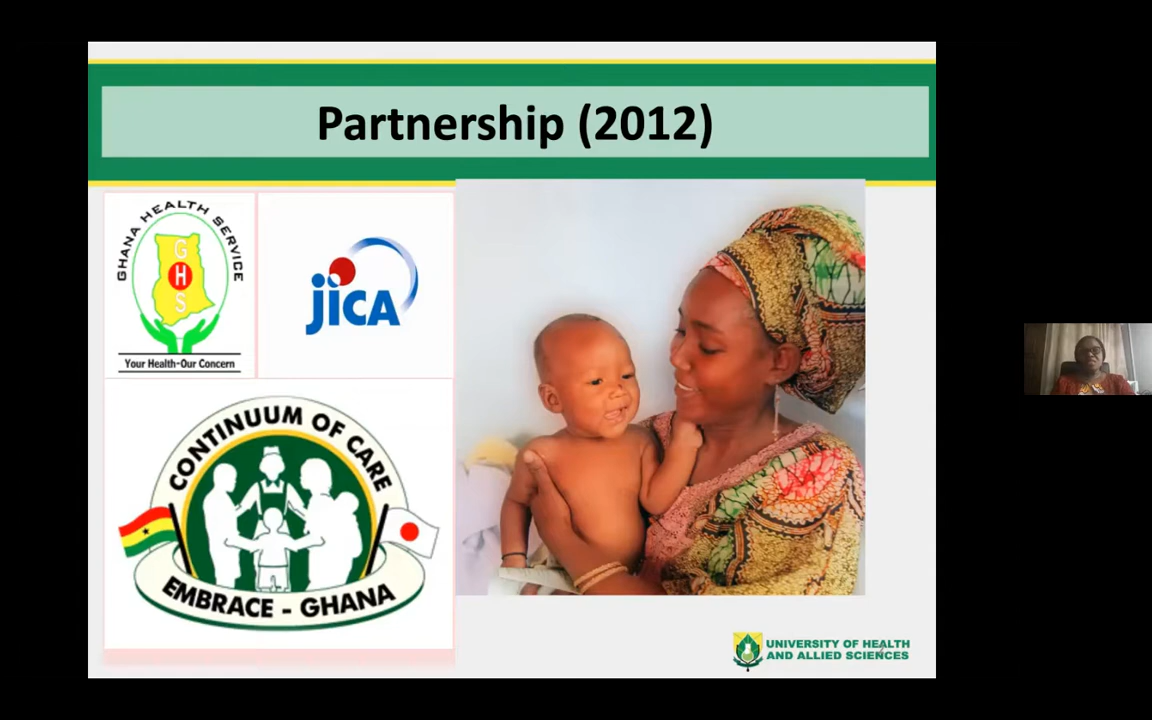 Partnership (2012)
GHANA HEALTH SERVICE
G
H
S
Your Health-Our Concern
jICA
CONTINUUM OF CARE
EMBRACE - GHANA
UNIVERSITY OF HEALTH
AND ALLIED SCIENCES